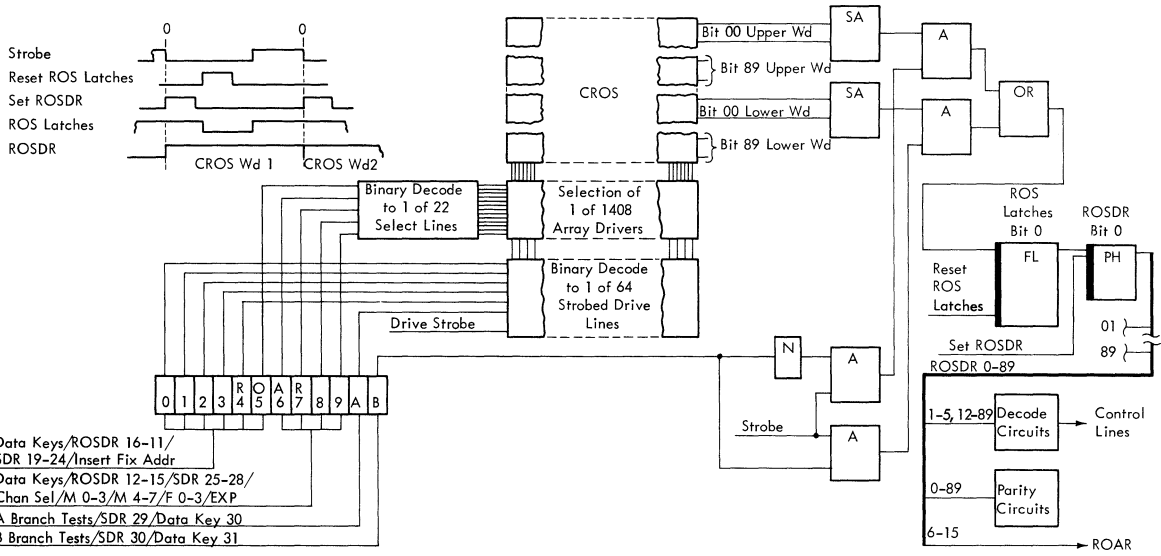 0 0
Strobe
Reset ROS Latches
Set ROSDR
ROS Latches
ROSDR
CROS Wd 1
CROS Wd2
CROS
Bit 00 Upper Wd
Bit 89 Upper Wd
Bit 00 Lower Wd
Bit 89 Lower Wd
SA
SA
A
A
OR
Binary Decode
to 1 of 22
Select Lines
Selection of
1 of 1408
Array Drivers
Binary Decode
to 1 of 64
Strobed Drive
Lines
Drive Strobe
ROS
Latches
Bit 0
FL
ROSDR
Bit 0
PH
Reset
ROS
Latches
Set ROSDR
01
89
ROSDR 0-89
N
A
A
Strobe
R O A R
0 1 2 3 4 5 6 7 8 9 A B
1-5, 12-89
Decode
Circuits
Control
Lines
0-89
Parity
Circuits
6-15
ROAR
Data Keys/ROSDR 16-11/
SDR 19-24/Insert Fix Addr
Data Keys/ROSDR 12-15/SDR 25-28/
Chan Sel/M 0-3/M 4-7/F 0-3/EXP
A Branch Tests/SDR 29/Data Key 30
B Branch Tests/SDR 30/Data Key 31